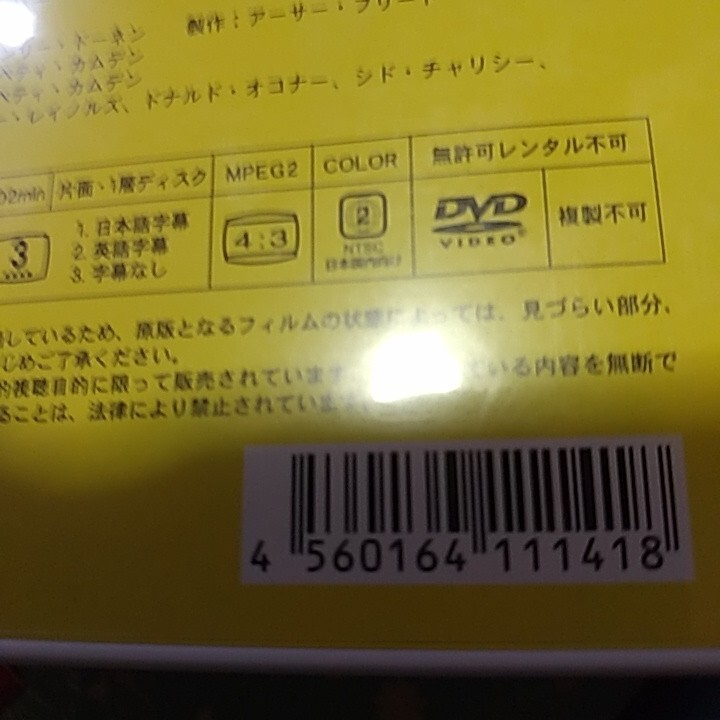 製作：アーサー・フリー
リー・ドーネン
ベティ・カムデン
ベティ・カムデン
レイノルズ、ドナルド・オコナー、シド・チャリシー、
02min 片面・1層ディスク MPEG2 COLOR 無許可レンタル不可
3 1. 日本語字幕
2. 英語字幕
3. 字幕なし
4:3
2
NTSC
日本国内向け
DVD
VIDEO
複製不可
しているため、原版となるフィルムの状態によっては、見づらい部分、
じめご了承ください。
的視聴目的に限って販売されています いる内容を無断で
ることは、法律により禁止されていま
4 560164 111418